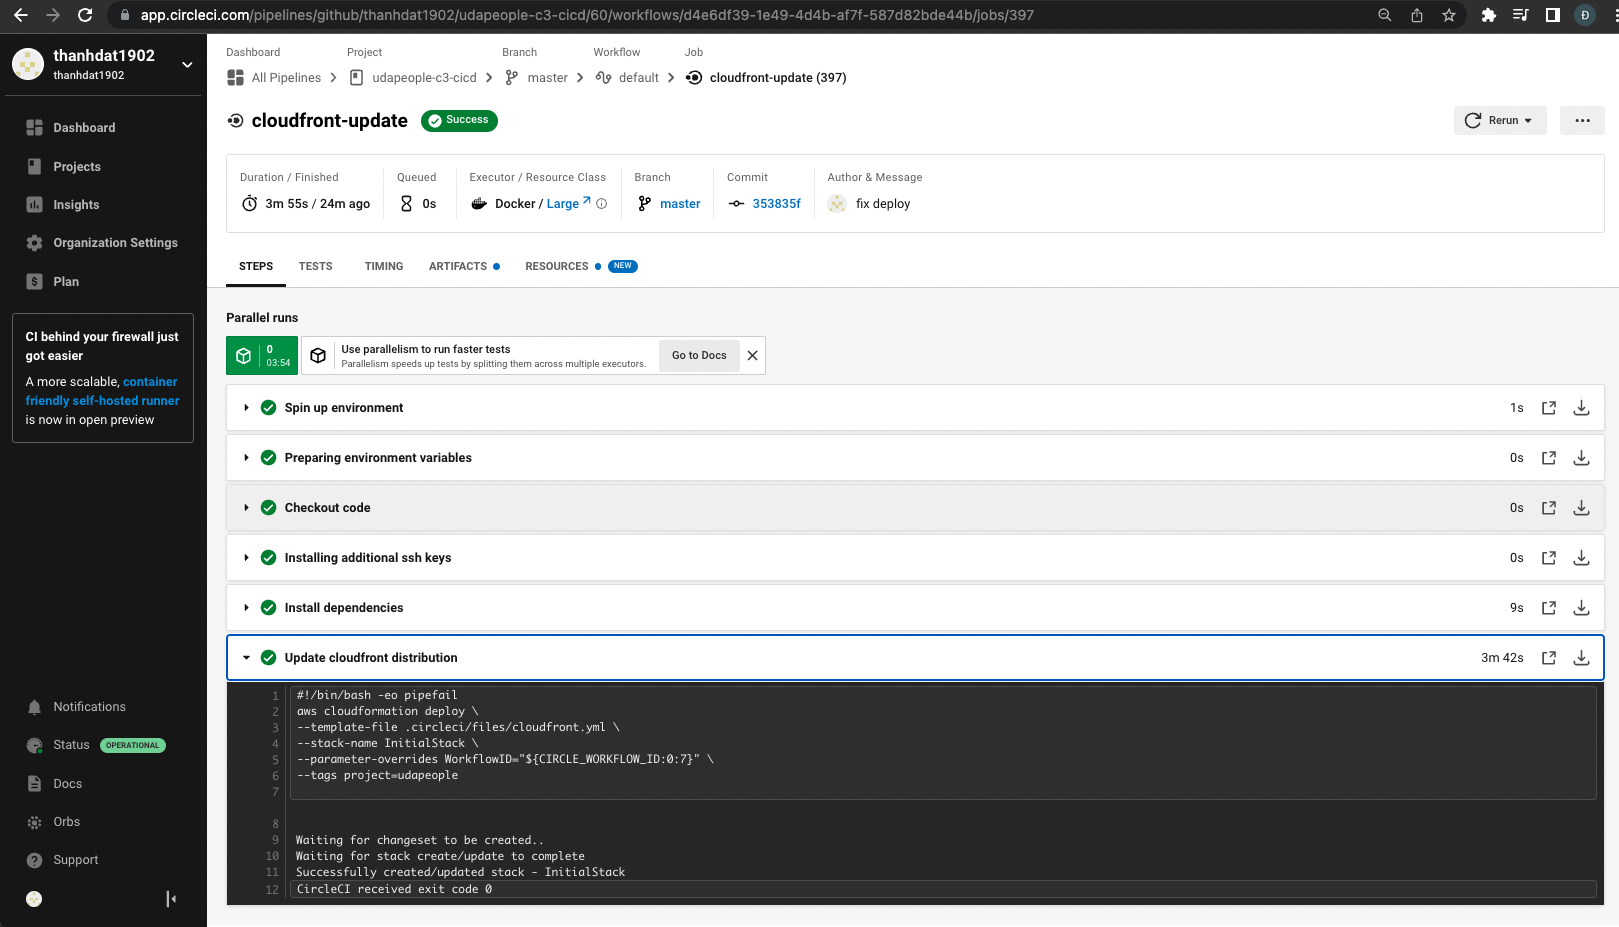 app.circleci.com/pipelines/github/thanhdat1902/udapeople-c3-cicd/60/workflows/d4e6df39-1e49-4d4b-af7f-587d82bde44b/jobs/397
Đ
thanhdat1902
thanhdat1902
Dashboard
Projects
Insights
Organization Settings
Plan
CI behind your firewall just
got easier
A more scalable, container
friendly self-hosted runner
is now in open preview
Notifications
Status OPERATIONAL
Docs
Orbs
Support
Dashboard Project Branch Workflow Job
All Pipelines udapeople-c3-cicd master default cloudfront-update (397)
cloudfront-update Success
Rerun
Duration / Finished Queued Executor / Resource Class Branch Commit Author & Message
3m 55s / 24m ago 0s Docker / Large master 353835f fix deploy
STEPS TESTS TIMING ARTIFACTS RESOURCES NEW
Parallel runs
0
03:54
Use parallelism to run faster tests
Parallelism speeds up tests by splitting them across multiple executors.
Go to Docs
Spin up environment 1s
Preparing environment variables 0s
Checkout code 0s
Installing additional ssh keys 0s
Install dependencies 9s
Update cloudfront distribution 3m 42s
1 #!/bin/bash -eo pipefail
2 aws cloudformation deploy \
3 --template-file .circleci/files/cloudfront.yml \
4 --stack-name InitialStack \
5 --parameter-overrides WorkflowID="${CIRCLE_WORKFLOW_ID:0:7}" \
6 --tags project=udapeople
7
8
9 Waiting for changeset to be created..
10 Waiting for stack create/update to complete
11 Successfully created/updated stack - InitialStack
12 CircleCI received exit code 0